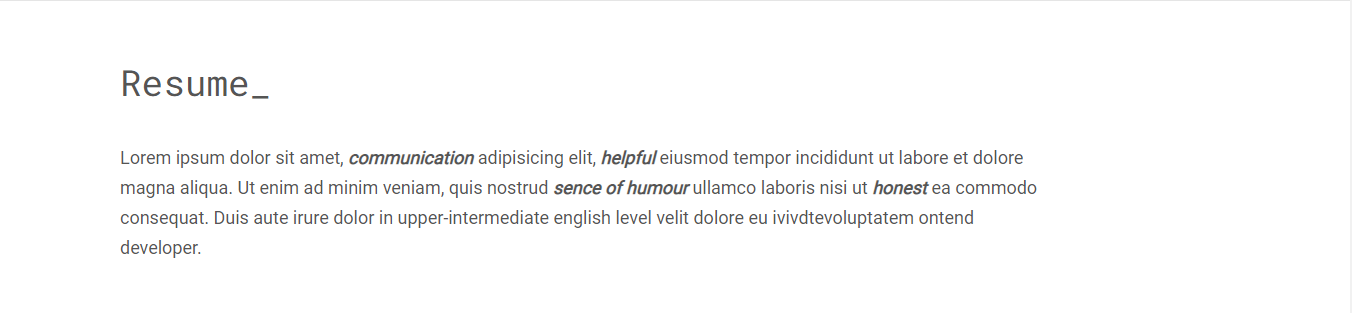 Resume_
Lorem ipsum dolor sit amet, communication adipisicing elit, helpful eiusmod tempor incididunt ut labore et dolore
magna aliqua. Ut enim ad minim veniam, quis nostrud sence of humour ullamco laboris nisi ut honest ea commodo
consequat. Duis aute irure dolor in upper-intermediate english level velit dolore eu ivivdtevoluptatem ontend
developer.